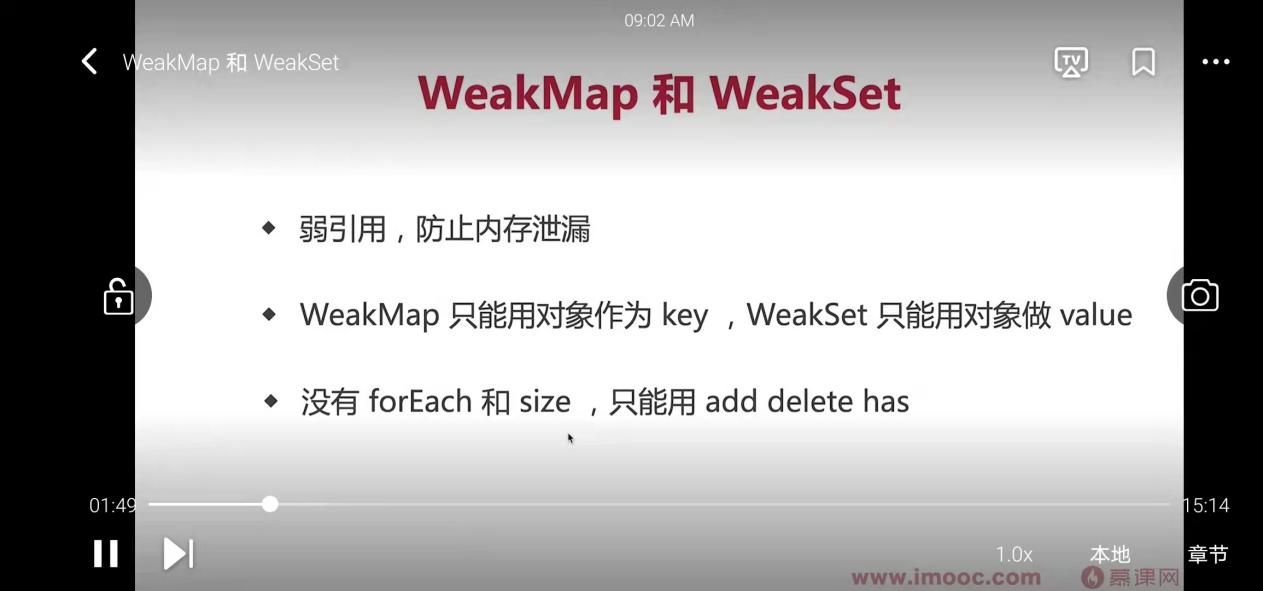 09:02 AM
WeakMap 和 WeakSet
WeakMap 和 WeakSet
弱引用，防止内存泄漏
WeakMap 只能用对象作为 key ，WeakSet 只能用对象做 value
没有 forEach 和 size ，只能用 add delete has
01:49
15:14
1.0x 本地 章节
www.imooc.com 慕课网
TV